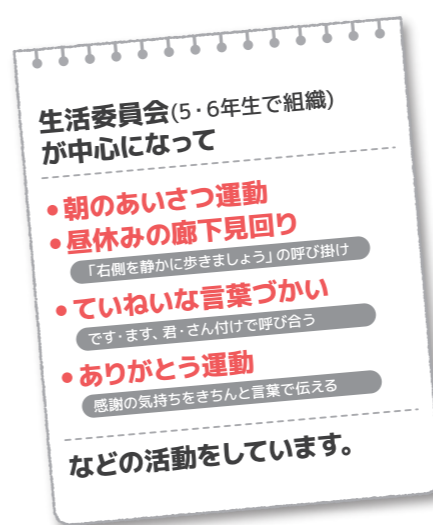 生活委員会(5・6年生で組織)
が中心になって
•朝のあいさつ運動
•昼休みの廊下見回り
「右側を静かに歩きましょう」の呼び掛け
•ていねいな言葉づかい
です・ます、君・さん付けで呼び合う
•ありがとう運動
感謝の気持ちをきちんと言葉で伝える
などの活動をしています。